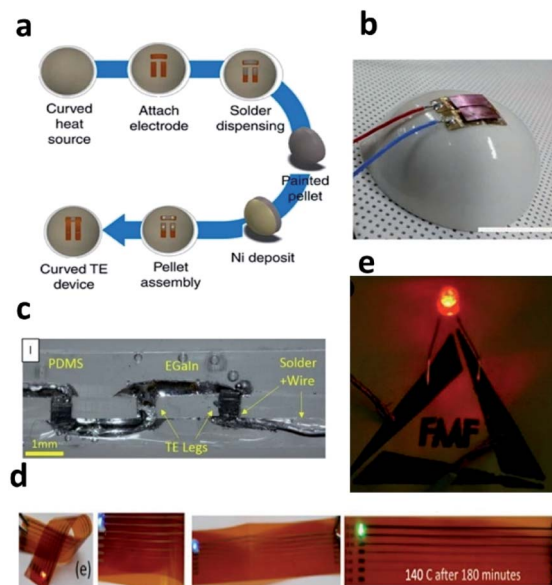 a
Curved
heat
source
Attach
electrode
Solder
dispensing
Painted
pellet
Ni deposit
Pellet
assembly
Curved TE
device
b
c
I
PDMS
EGaIn
Solder
+Wire
TE Legs
1mm
d
(e)
140 C after 180 minutes
e
FMF